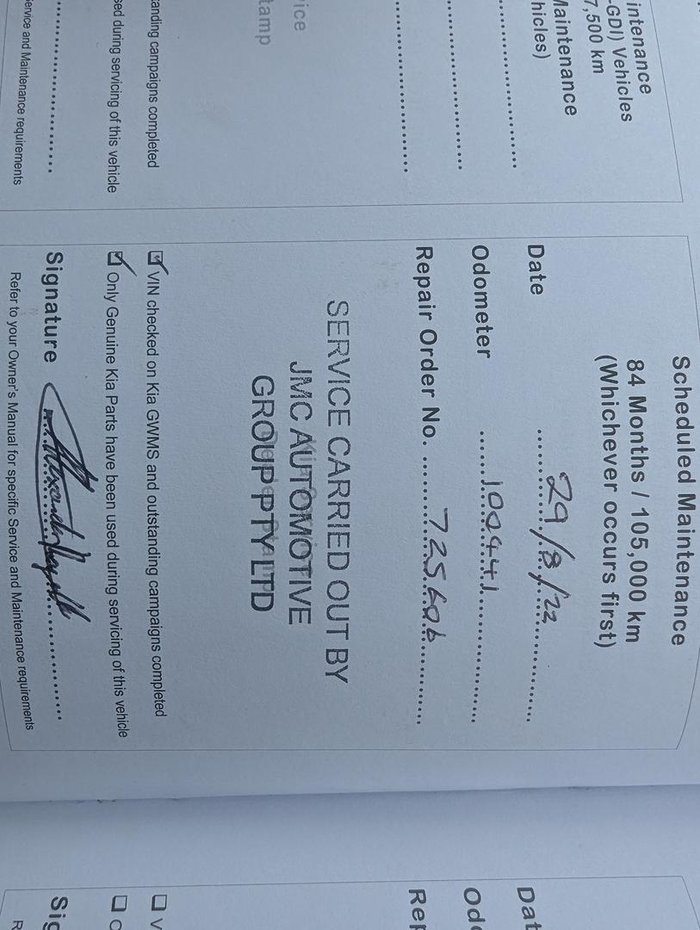 intenance
-GDI) Vehicles
7,500 km
Maintenance
hicles)
ice
tamp
anding campaigns completed
sed during servicing of this vehicle
ervice and Maintenance requirements
Scheduled Maintenance
84 Months / 105,000 km
(Whichever occurs first)
Date 29/8/22
Odometer 100441
Repair Order No. 725606
SERVICE CARRIED OUT BY
JMC AUTOMOTIVE
GROUP PTY LTD
VIN checked on Kia GWMS and outstanding campaigns completed
Only Genuine Kia Parts have been used during servicing of this vehicle
Signature
Refer to your Owner's Manual for specific Service and Maintenance requirements
Dat
Odo
Rep
V
O
Sig
R